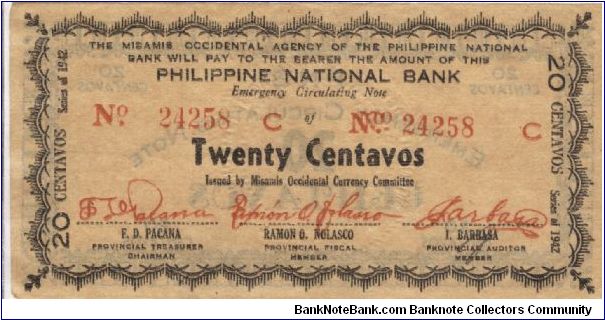 THE MISAMIS OCCIDENTAL AGENCY OF THE PHILIPPINE NATIONAL
BANK WILL PAY TO THE BEARER THE AMOUNT OF THIS
PHILIPPINE NATIONAL BANK
Emergency Circulating Note
Nº 24258 C of Nº 24258 C
Twenty Centavos
Issued by Misamis Occidental Currency Committee
F. D. PACANA RAMON O. NOLASCO I. BARBASA
PROVINCIAL TREASURER PROVINCIAL FISCAL PROVINCIAL AUDITOR
CHAIRMAN MEMBER MEMBER
20 CENTAVOS Series of 1942
20 CENTAVOS Series of 1942
BankNoteBank.com Banknote Collectors Community